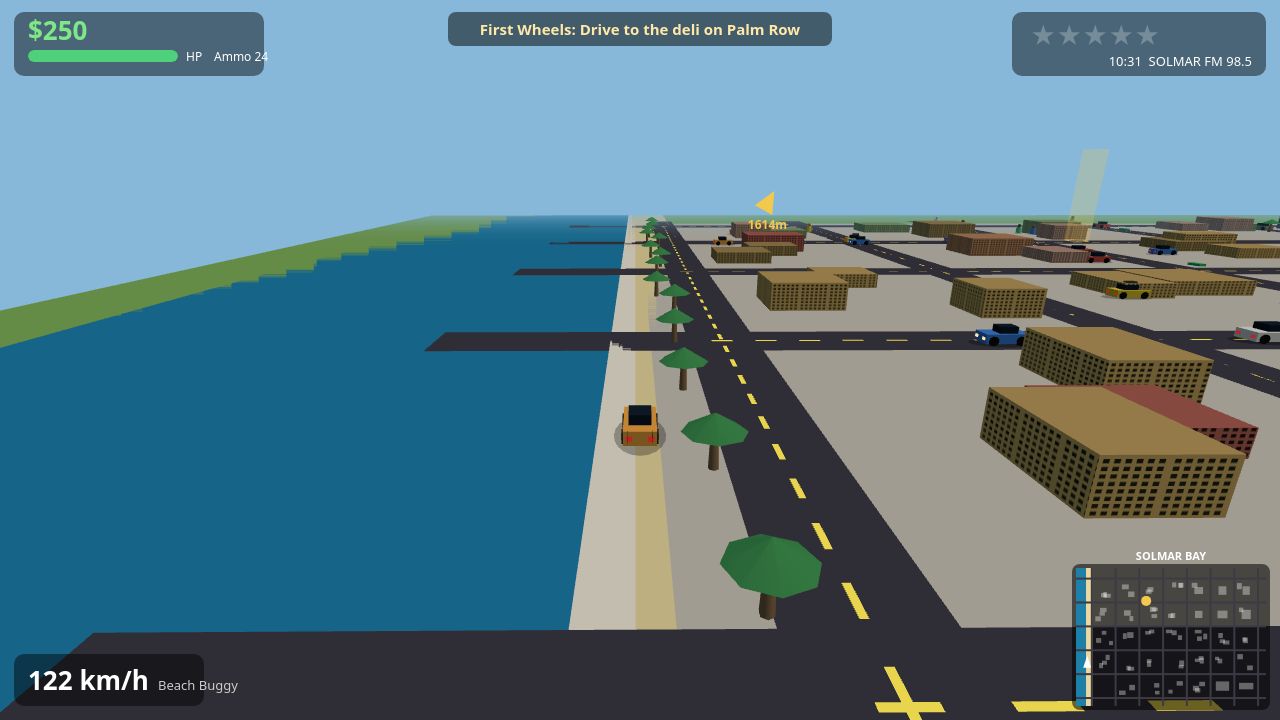 $250
HP Ammo 24
First Wheels: Drive to the deli on Palm Row
10:31 SOLMAR FM 98.5
1614m
SOLMAR BAY
122 km/h Beach Buggy